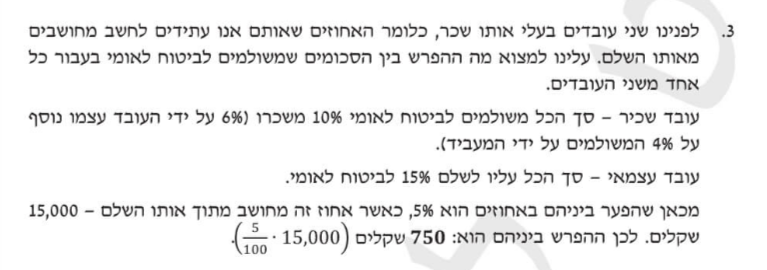 3. לפנינו שני עובדים בעלי אותו שכר, כלומר האחוזים שאותם אנו עתידים לחשב מחושבים
מאותו השלם. עלינו למצוא מה ההפרש בין הסכומים שמשולמים לביטוח לאומי בעבור כל
אחד משני העובדים.
עובד שכיר – סך הכל משולמים לביטוח לאומי 10% משכרו (6% על ידי העובד עצמו נוסף
על 4% המשולמים על ידי המעביד).
עובד עצמאי – סך הכל עליו לשלם 15% לביטוח לאומי.
מכאן שהפער ביניהם באחוזים הוא 5%, כאשר אחוז זה מחושב מתוך אותו השלם – 15,000
שקלים. לכן ההפרש ביניהם הוא: 750 שקלים (5/100 · 15,000).